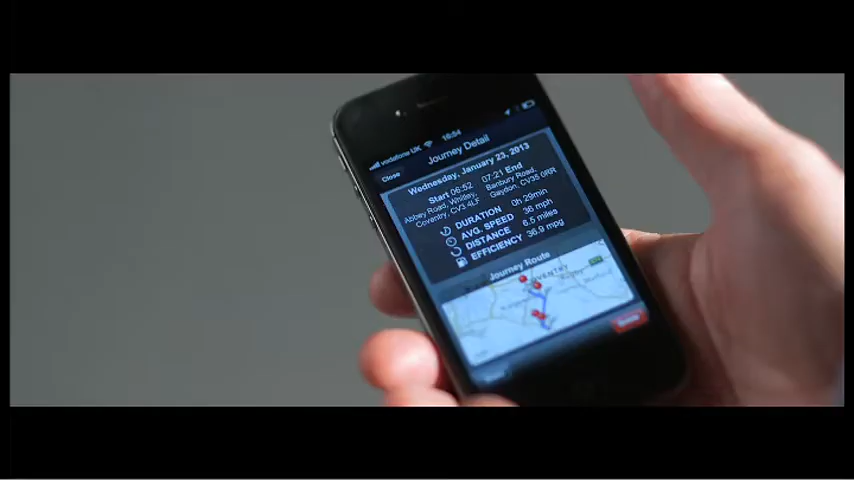 vodafone UK 16:54
Close Journey Detail
Wednesday, January 23, 2013
Start 06:52 07:21 End
Abbey Road, Whitley, Banbury Road,
Coventry, CV3 4LF Gaydon, CV35 0RR
DURATION 0h 29min
AVG. SPEED 36 mph
DISTANCE 6.5 miles
EFFICIENCY 36.9 mpg
Journey Route